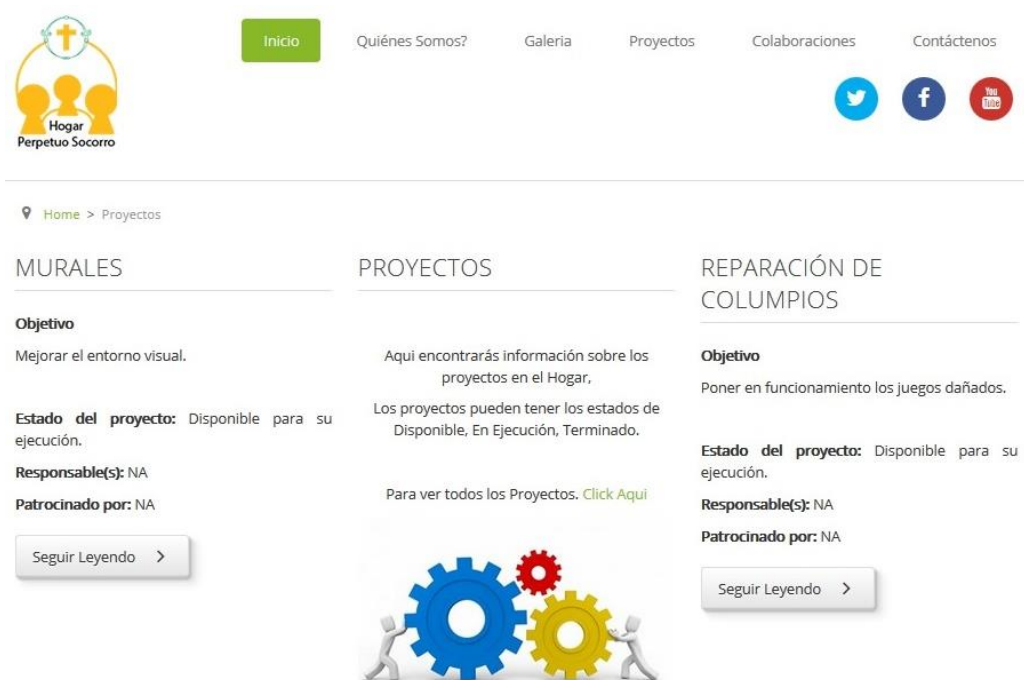 Hogar
Perpetuo Socorro
Inicio
Quiénes Somos?
Galeria
Proyectos
Colaboraciones
Contáctenos
You
Tube
Home > Proyectos
MURALES
Objetivo
Mejorar el entorno visual.
Estado del proyecto: Disponible para su
ejecución.
Responsable(s): NA
Patrocinado por: NA
Seguir Leyendo
PROYECTOS
Aqui encontrarás información sobre los
proyectos en el Hogar,
Los proyectos pueden tener los estados de
Disponible, En Ejecución, Terminado.
Para ver todos los Proyectos. Click Aqui
REPARACIÓN DE
COLUMPIOS
Objetivo
Poner en funcionamiento los juegos dañados.
Estado del proyecto: Disponible para su
ejecución.
Responsable(s): NA
Patrocinado por: NA
Seguir Leyendo